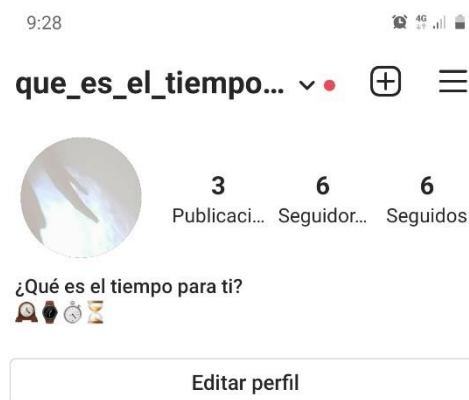 9:28
4G
que_es_el_tiempo...
3 6 6
Publicaci... Seguidor... Seguidos
¿Qué es el tiempo para ti?
Editar perfil